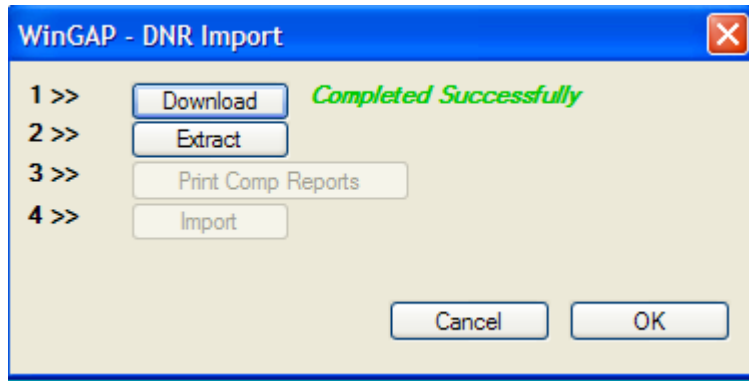 WinGAP - DNR Import
1 >> Download Completed Successfully
2 >> Extract
3 >> Print Comp Reports
4 >> Import
Cancel OK